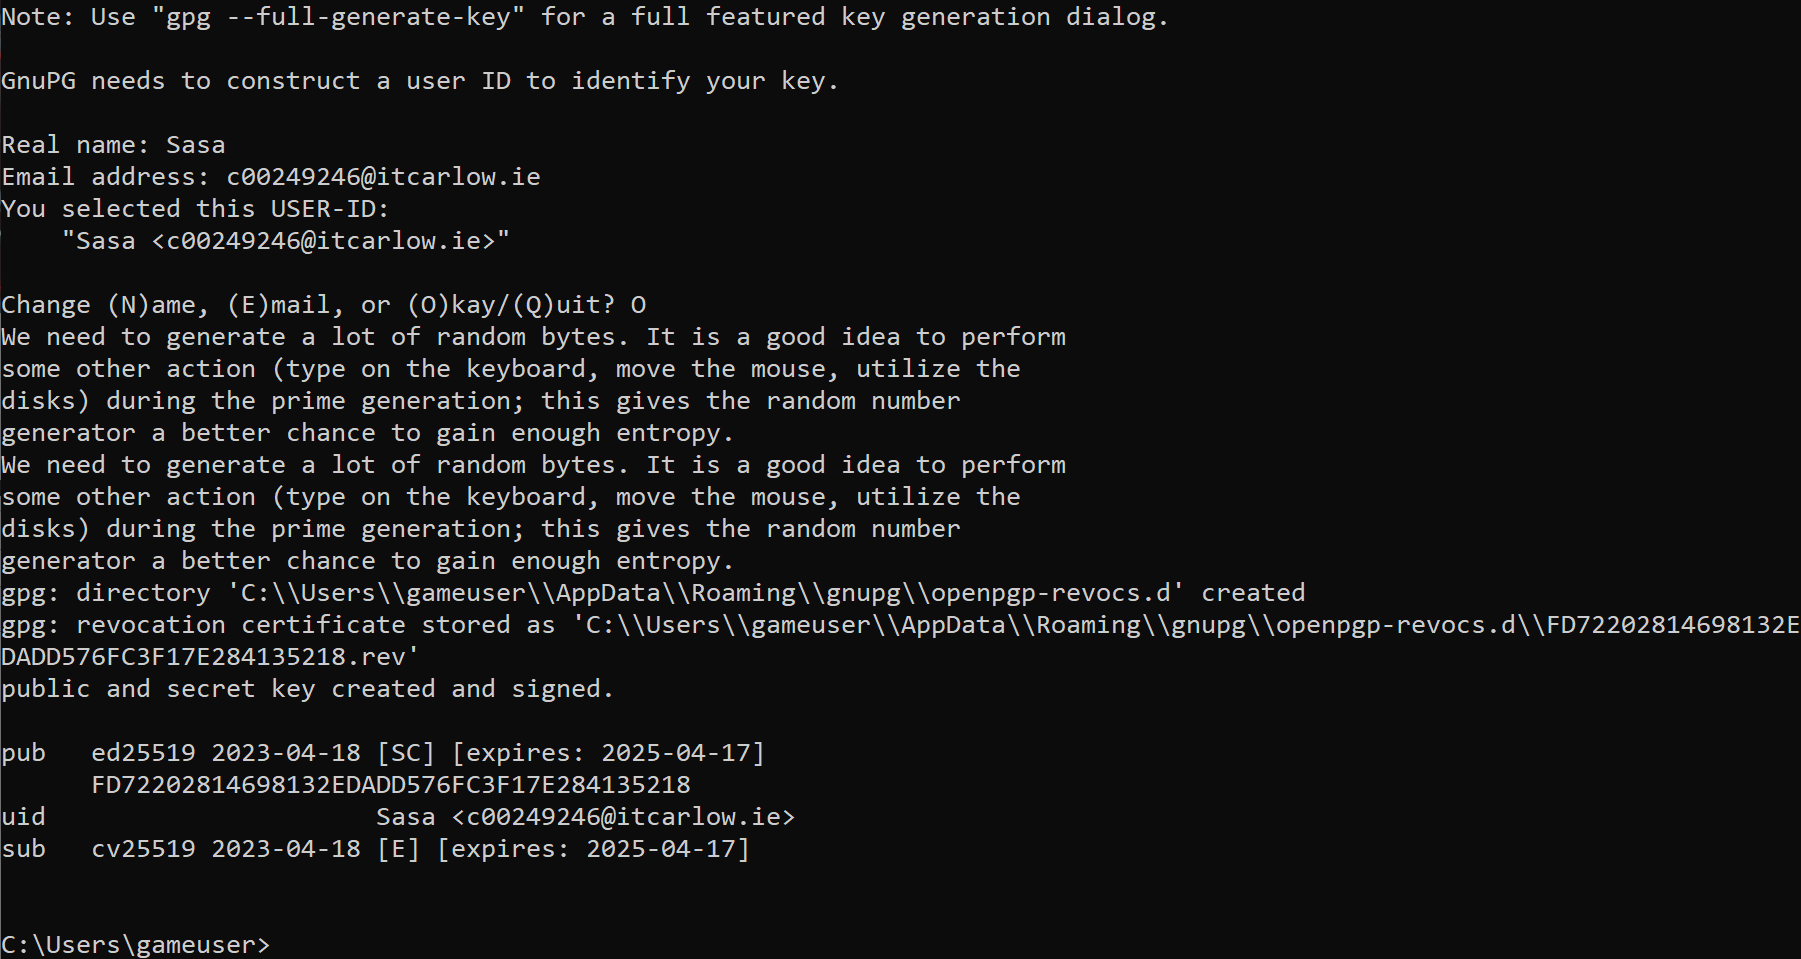 Note: Use "gpg --full-generate-key" for a full featured key generation dialog.
GnuPG needs to construct a user ID to identify your key.
Real name: Sasa
Email address: c00249246@itcarlow.ie
You selected this USER-ID:
    "Sasa <c00249246@itcarlow.ie>"
Change (N)ame, (E)mail, or (O)kay/(Q)uit? O
We need to generate a lot of random bytes. It is a good idea to perform
some other action (type on the keyboard, move the mouse, utilize the
disks) during the prime generation; this gives the random number
generator a better chance to gain enough entropy.
We need to generate a lot of random bytes. It is a good idea to perform
some other action (type on the keyboard, move the mouse, utilize the
disks) during the prime generation; this gives the random number
generator a better chance to gain enough entropy.
gpg: directory 'C:\\Users\\gameuser\\AppData\\Roaming\\gnupg\\openpgp-revocs.d' created
gpg: revocation certificate stored as 'C:\\Users\\gameuser\\AppData\\Roaming\\gnupg\\openpgp-revocs.d\\FD72202814698132E
DADD576FC3F17E284135218.rev'
public and secret key created and signed.
pub   ed25519 2023-04-18 [SC] [expires: 2025-04-17]
      FD72202814698132EDADD576FC3F17E284135218
uid                      Sasa <c00249246@itcarlow.ie>
sub   cv25519 2023-04-18 [E] [expires: 2025-04-17]
C:\Users\gameuser>